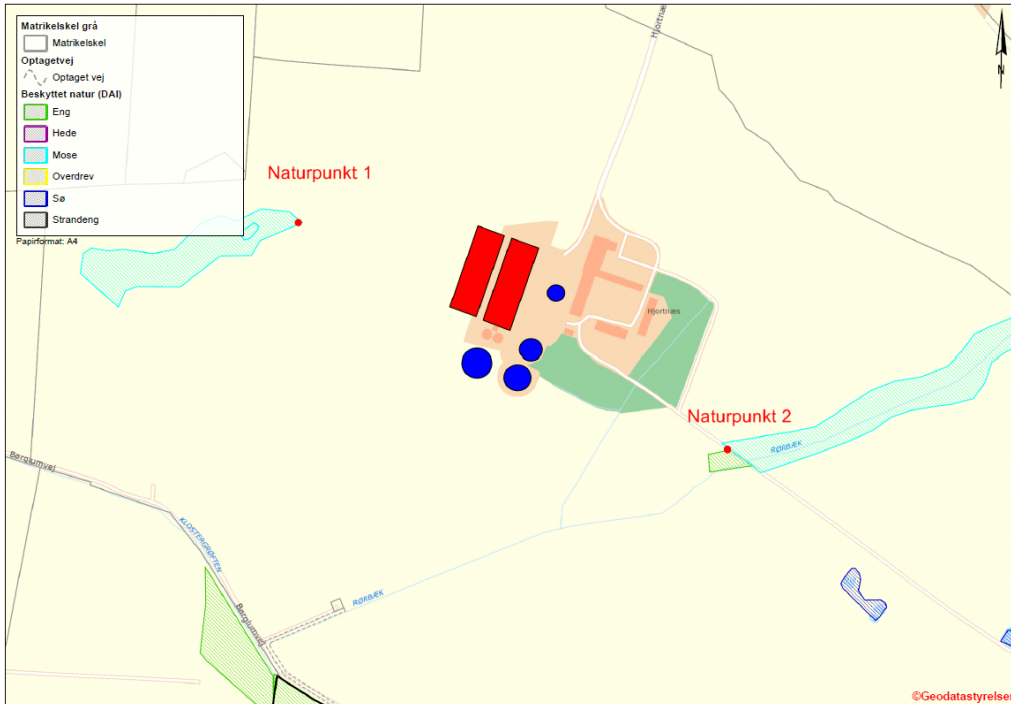 Matrikelskel grå
Matrikelskel
Optagetvej
Optaget vej
Beskyttet natur (DAI)
Eng
Hede
Mose
Overdrev
Sø
Strandeng
Papirformat: A4
Hjortnæs
N
Naturpunkt 1
Hjortnæs
Naturpunkt 2
RØRBÆK
Børglumvej
KLOSTERGRØFTEN
RØRBÆK
Børglumvej
©Geodatastyrelsen